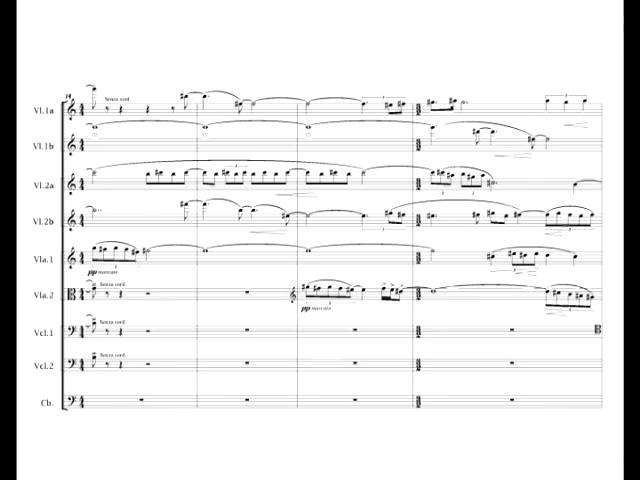 14
Vl.1a
Senza sord.
Vl.1b
Vl.2a
Vl.2b
Vla.1
pp marcato
Vla.2
Senza sord.
pp marcato
Vcl.1
Senza sord.
Vcl.2
Senza sord.
Cb.